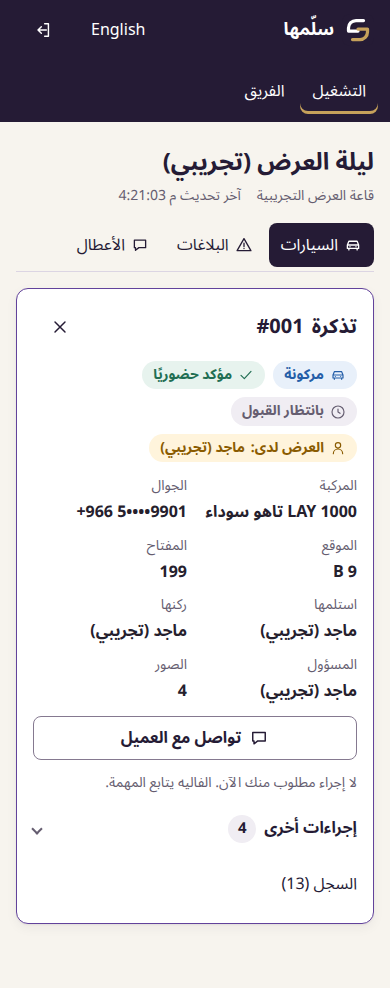 سلّمها
English
التشغيل
الفريق
ليلة العرض (تجريبي)
قاعة العرض التجريبية آخر تحديث 4:21:03 م
السيارات
البلاغات
الأعطال
تذكرة #001
مركونة
مؤكد حضوريًا
بانتظار القبول
العرض لدى: ماجد (تجريبي)
المركبة
الجوال
LAY 1000 تاهو سوداء
+966 5••••9901
الموقع
المفتاح
B 9
199
استلمها
ركنها
ماجد (تجريبي)
ماجد (تجريبي)
المسؤول
الصور
ماجد (تجريبي)
4
تواصل مع العميل
لا إجراء مطلوب منك الآن. الفاليه يتابع المهمة.
إجراءات أخرى 4
السجل (13)